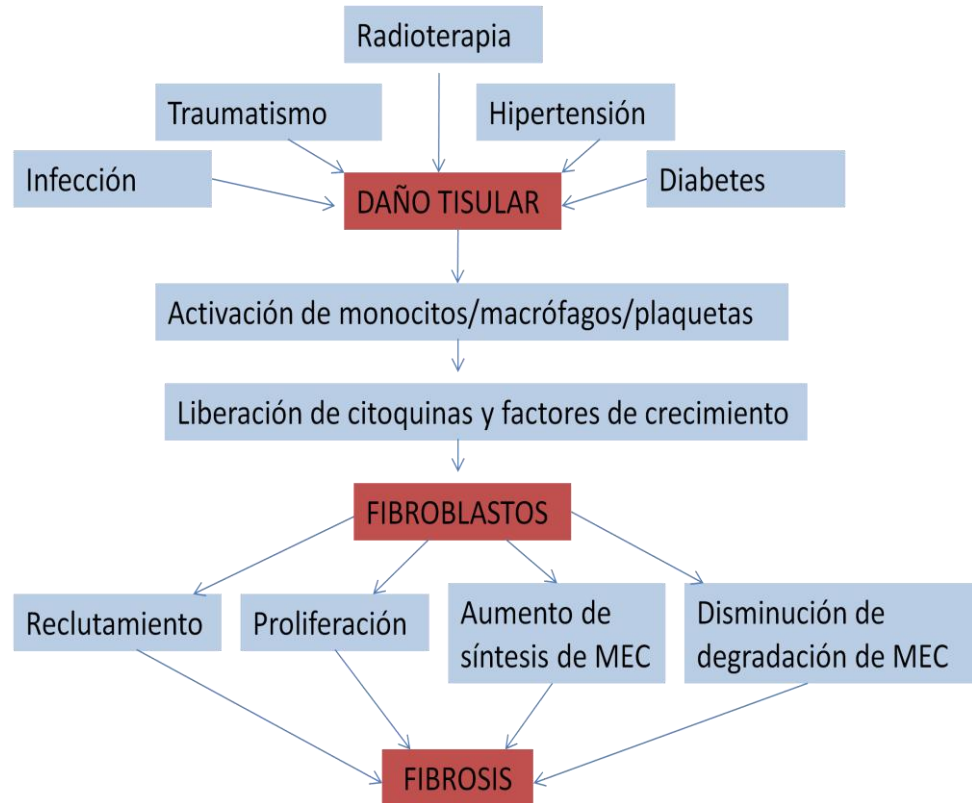 Radioterapia
Traumatismo
Hipertensión
Infección
DAÑO TISULAR
Diabetes
Activación de monocitos/macrófagos/plaquetas
Liberación de citoquinas y factores de crecimiento
FIBROBLASTOS
Reclutamiento
Proliferación
Aumento de
síntesis de MEC
Disminución de
degradación de MEC
FIBROSIS